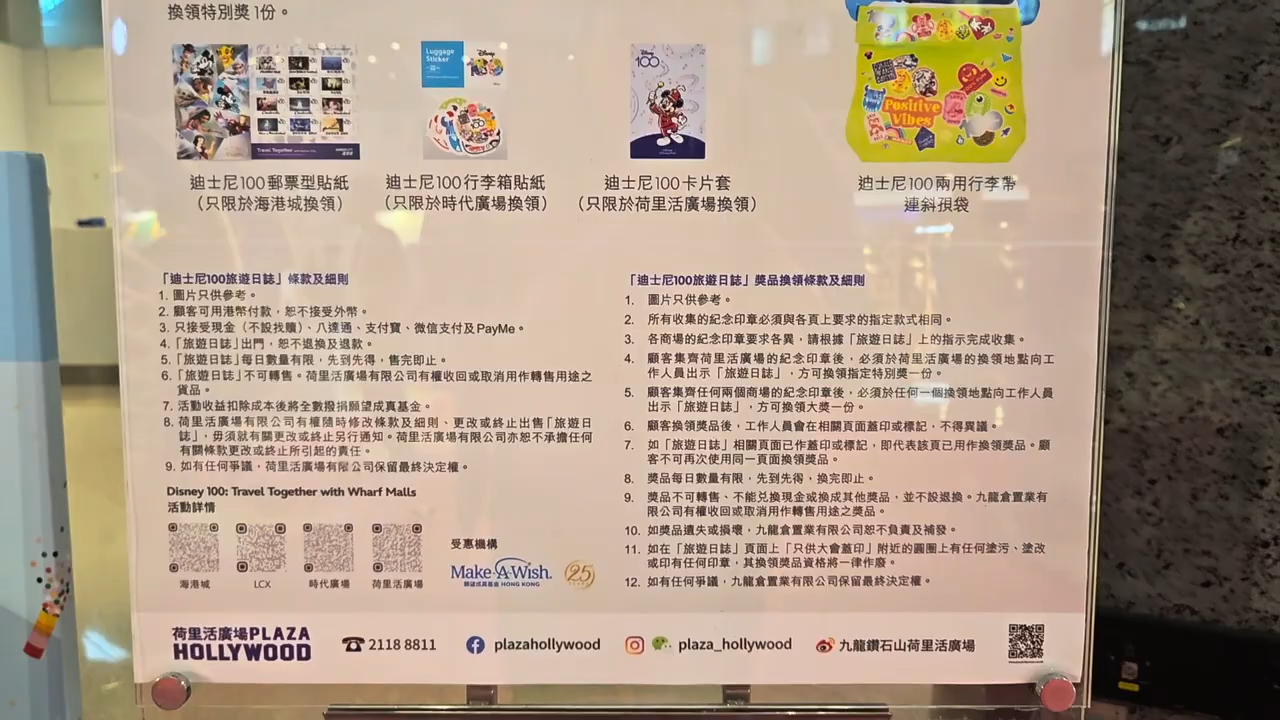 換領特別獎 1份。
Luggage Sticker
Disney 100
Disney 100
Positive Vibes
Travel Together
迪士尼100郵票型貼紙
（只限於海港城換領）
迪士尼100行李箱貼紙
（只限於時代廣場換領）
迪士尼100卡片套
（只限於荷里活廣場換領）
迪士尼100兩用行李帶
連斜孭袋
「迪士尼100旅遊日誌」條款及細則
1. 圖片只供參考。
2. 顧客可用港幣付款，恕不接受外幣。
3. 只接受現金（不設找贖）、八達通、支付寶、微信支付及PayMe。
4.「旅遊日誌」出門，恕不退換及退款。
5.「旅遊日誌」每日數量有限，先到先得，售完即止。
6.「旅遊日誌」不可轉售。荷里活廣場有限公司有權收回或取消用作轉售用途之
貨品。
7. 活動收益扣除成本後將全數撥捐願望成真基金。
8. 荷里活廣場有限公司有權隨時修改條款及細則、更改或終止出售「旅遊日
誌」，毋須就有關更改或終止另行通知。荷里活廣場有限公司亦恕不承擔任何
有關條款更改或終止所引起的責任。
9. 如有任何爭議，荷里活廣場有限公司保留最終決定權。
Disney 100: Travel Together with Wharf Malls
活動詳情
海港城
LCX
時代廣場
荷里活廣場
受惠機構
Make-A-Wish.
願望成真基金 HONG KONG
25
「迪士尼100旅遊日誌」獎品換領條款及細則
1. 圖片只供參考。
2. 所有收集的紀念印章必須與各頁上要求的指定款式相同。
3. 各商場的紀念印章要求各異，請根據「旅遊日誌」上的指示完成收集。
4. 顧客集齊荷里活廣場的紀念印章後，必須於荷里活廣場的換領地點向工
作人員出示「旅遊日誌」，方可換領指定特別獎一份。
5. 顧客集齊任何兩個商場的紀念印章後，必須於任何一個換領地點向工作人員
出示「旅遊日誌」，方可換領大獎一份。
6. 顧客換領獎品後，工作人員會在相關頁面蓋印或標記，不得異議。
7. 如「旅遊日誌」相關頁面已作蓋印或標記，即代表該頁已用作換領獎品。顧
客不可再次使用同一頁面換領獎品。
8. 獎品每日數量有限，先到先得，換完即止。
9. 獎品不可轉售、不能兌換現金或換成其他獎品，並不設退換。九龍倉置業有
限公司有權收回或取消用作轉售用途之獎品。
10. 如獎品遺失或損壞，九龍倉置業有限公司恕不負責及補發。
11. 如在「旅遊日誌」頁面上「只供大會蓋印」附近的圓圈上有任何塗污、塗改
或印有任何印章，其換領獎品資格將一律作廢。
12. 如有任何爭議，九龍倉置業有限公司保留最終決定權。
荷里活廣場PLAZA
HOLLYWOOD
2118 8811
plazahollywood
plaza_hollywood
九龍鑽石山荷里活廣場